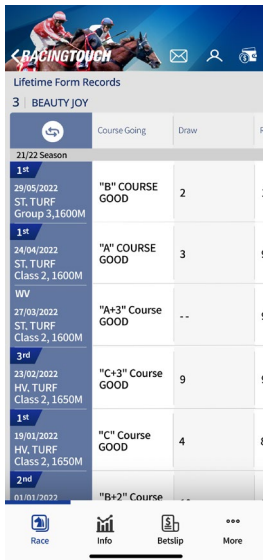 RACINGTOUCH
Lifetime Form Records
3 | BEAUTY JOY
Course Going Draw
21/22 Season
1st
29/05/2022
ST, TURF
Group 3,1600M
"B" COURSE
GOOD
2
1st
24/04/2022
ST, TURF
Class 2, 1600M
"A" COURSE
GOOD
3
WV
27/03/2022
ST, TURF
Class 2, 1600M
"A+3" Course
GOOD
--
3rd
23/02/2022
HV, TURF
Class 2, 1650M
"C+3" Course
GOOD
9
1st
19/01/2022
HV, TURF
Class 2, 1650M
"C" Course
GOOD
4
2nd
01/01/2022
"B+2" Course
Race Info Betslip More